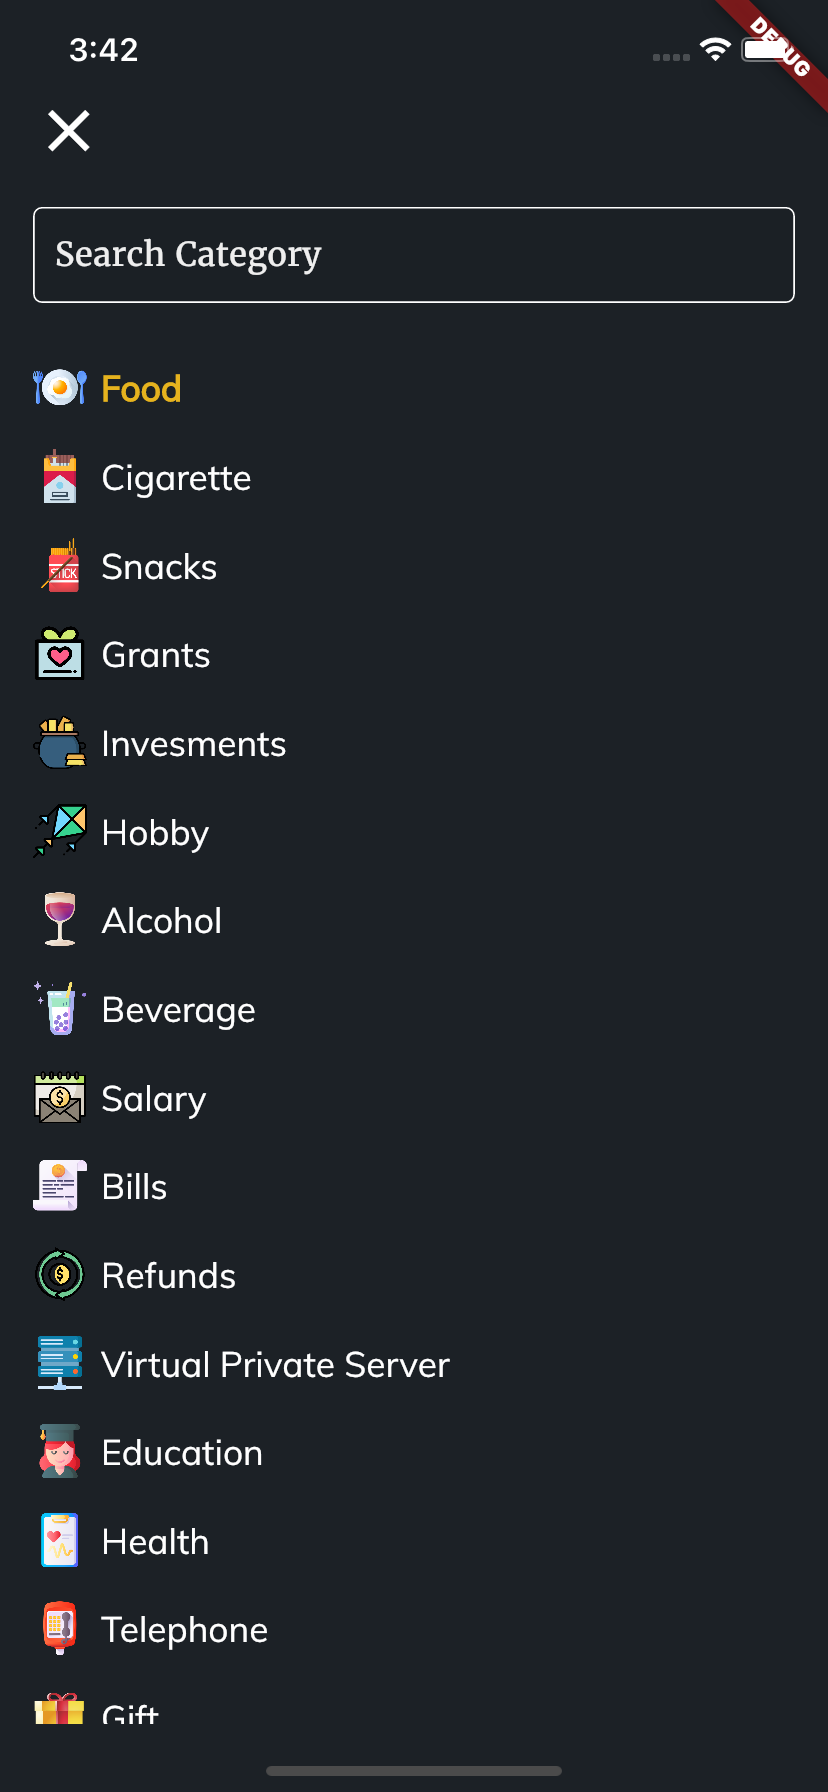 3:42
DEBUG
Search Category
Food
Cigarette
STICK
Snacks
Grants
Invesments
Hobby
Alcohol
Beverage
Salary
Bills
Refunds
Virtual Private Server
Education
Health
Telephone
Gift